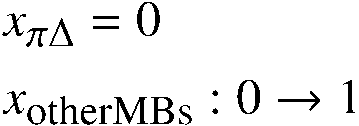 x_{πΔ} = 0
x_{otherMBs} : 0 → 1